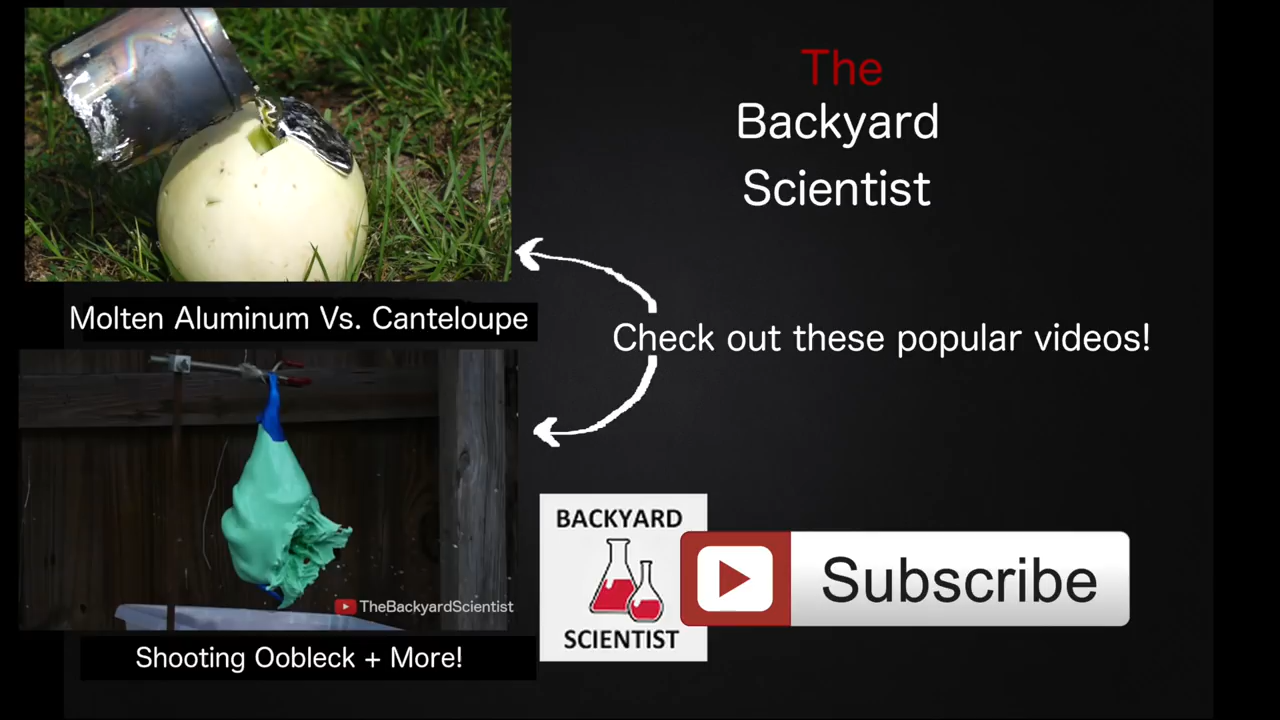 The
Backyard
Scientist
Molten Aluminum Vs. Canteloupe
Check out these popular videos!
TheBackyardScientist
Shooting Oobleck + More!
BACKYARD
SCIENTIST
Subscribe